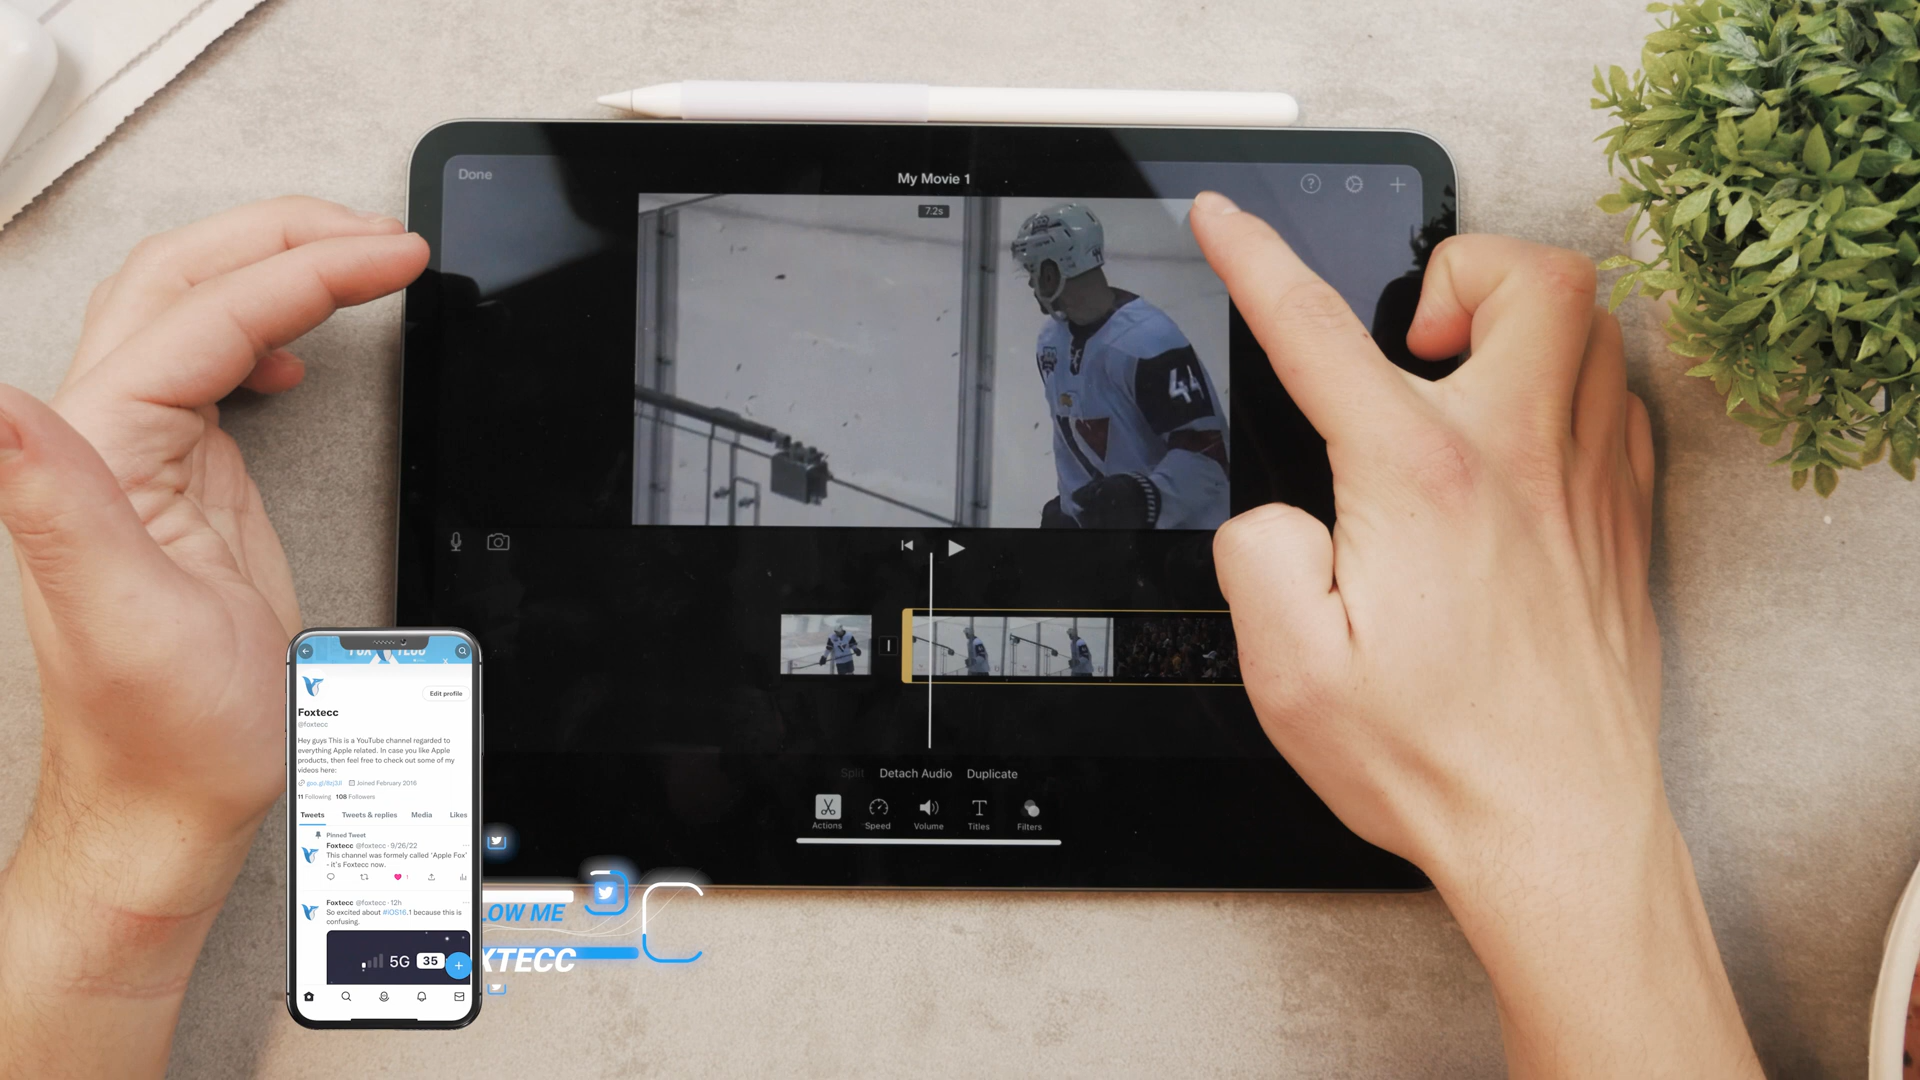 Done
My Movie 1
7.2s
44
Split Detach Audio Duplicate
Actions Speed Volume Titles Filters
Edit profile
Foxtecc
@foxtecc
Hey guys This is a YouTube channel regarded to
everything Apple related. In case you like Apple
products, then feel free to check out some of my
videos here:
Joined February 2016
11 Following 108 Followers
Tweets Tweets & replies Media Likes
Pinned Tweet
Foxtecc @foxtecc · 9/26/22
This channel was formely called 'Apple Fox'
- it's Foxtecc now.
1
Foxtecc @foxtecc · 12h
So excited about #iOS16.1 because this is
confusing.
5G 35
LOW ME
XTECC